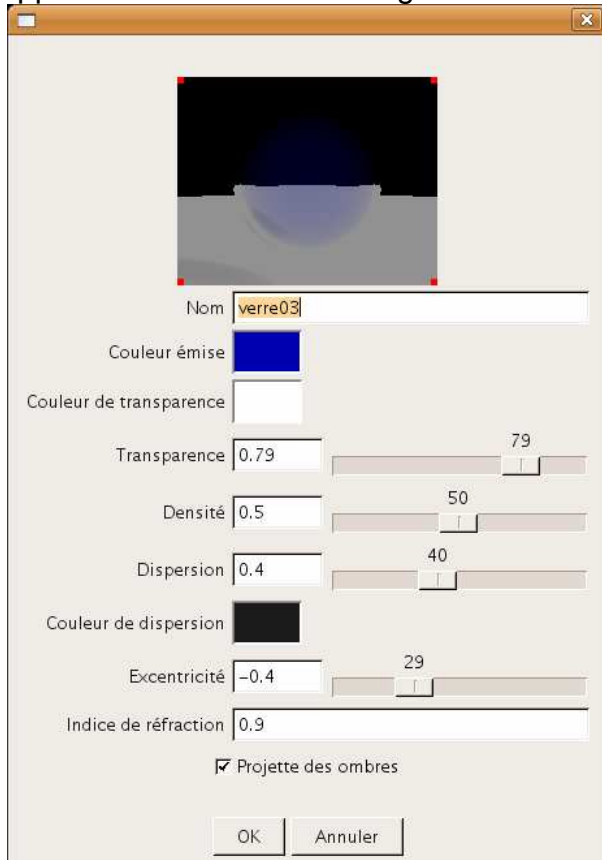 Nom verre03
Couleur émise
Couleur de transparence
79
Transparence 0.79
50
Densité 0.5
40
Dispersion 0.4
Couleur de dispersion
29
Excentricité −0.4
Indice de réfraction 0.9
Projette des ombres
OK Annuler